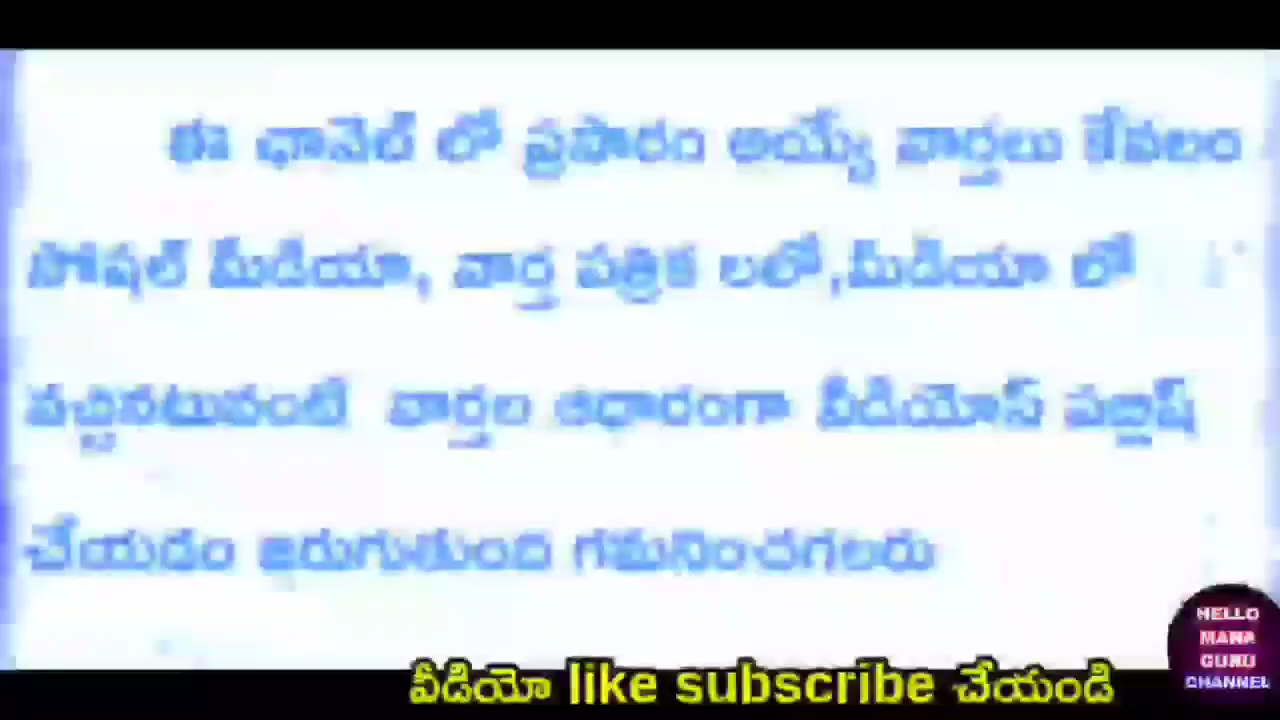 ఈ ఛానెల్ లో ప్రసారం అయ్యే వార్తలు కేవలం
సోషల్ మీడియా, వార్త పత్రిక లలో,మీడియా లో
వచ్చినటువంటి వార్తల ఆధారంగా వీడియోస్ పబ్లిష్
చేయడం జరుగుతుంది గమనించగలరు
వీడియో like subscribe చేయండి
HELLO
MANA
GURU
CHANNEL